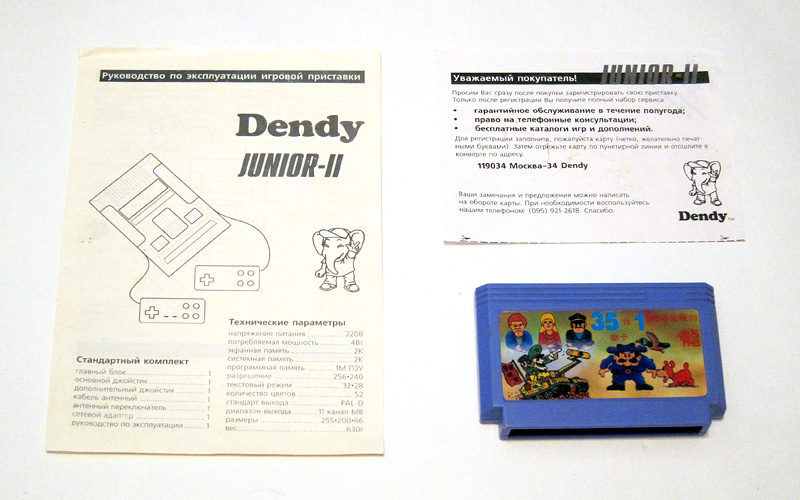 Руководство по эксплуатации игровой приставки
Dendy
JUNIOR-II
Стандартный комплект
главный блок 1
основной джойстик 1
дополнительный джойстик 1
кабель антенный 1
антенный переключатель 1
сетевой адаптер 1
руководство по эксплуатации 1
Технические параметры
напряжение питания 220В
потребляемая мощность 4Вт
экранная память 2К
системная память 2К
программная память 1М ПЗУ
разрешение 256·240
текстовый режим 32·28
количество цветов 52
стандарт выхода PAL-D
диапазон выхода 11 канал МВ
размеры 255·200·66
вес 630г
JUNIOR-II
Уважаемый покупатель!
Просим Вас сразу после покупки зарегистрировать свою приставку.
Только после регистрации Вы получите полный набор сервиса:
• гарантийное обслуживание в течение полугода;
• право на телефонные консультации;
• бесплатные каталоги игр и дополнений.
Для регистрации заполните, пожалуйста, карту (четко, желательно печат-
ными буквами). Затем отрежьте карту по пунктирной линии и отошлите в
конверте по адресу:
119034 Москва-34 Dendy
Ваши замечания и предложения можно написать
на обороте карты. При необходимости воспользуйтесь
нашим телефоном: (095) 921-2618. Спасибо.
Dendy TM
35 合 1